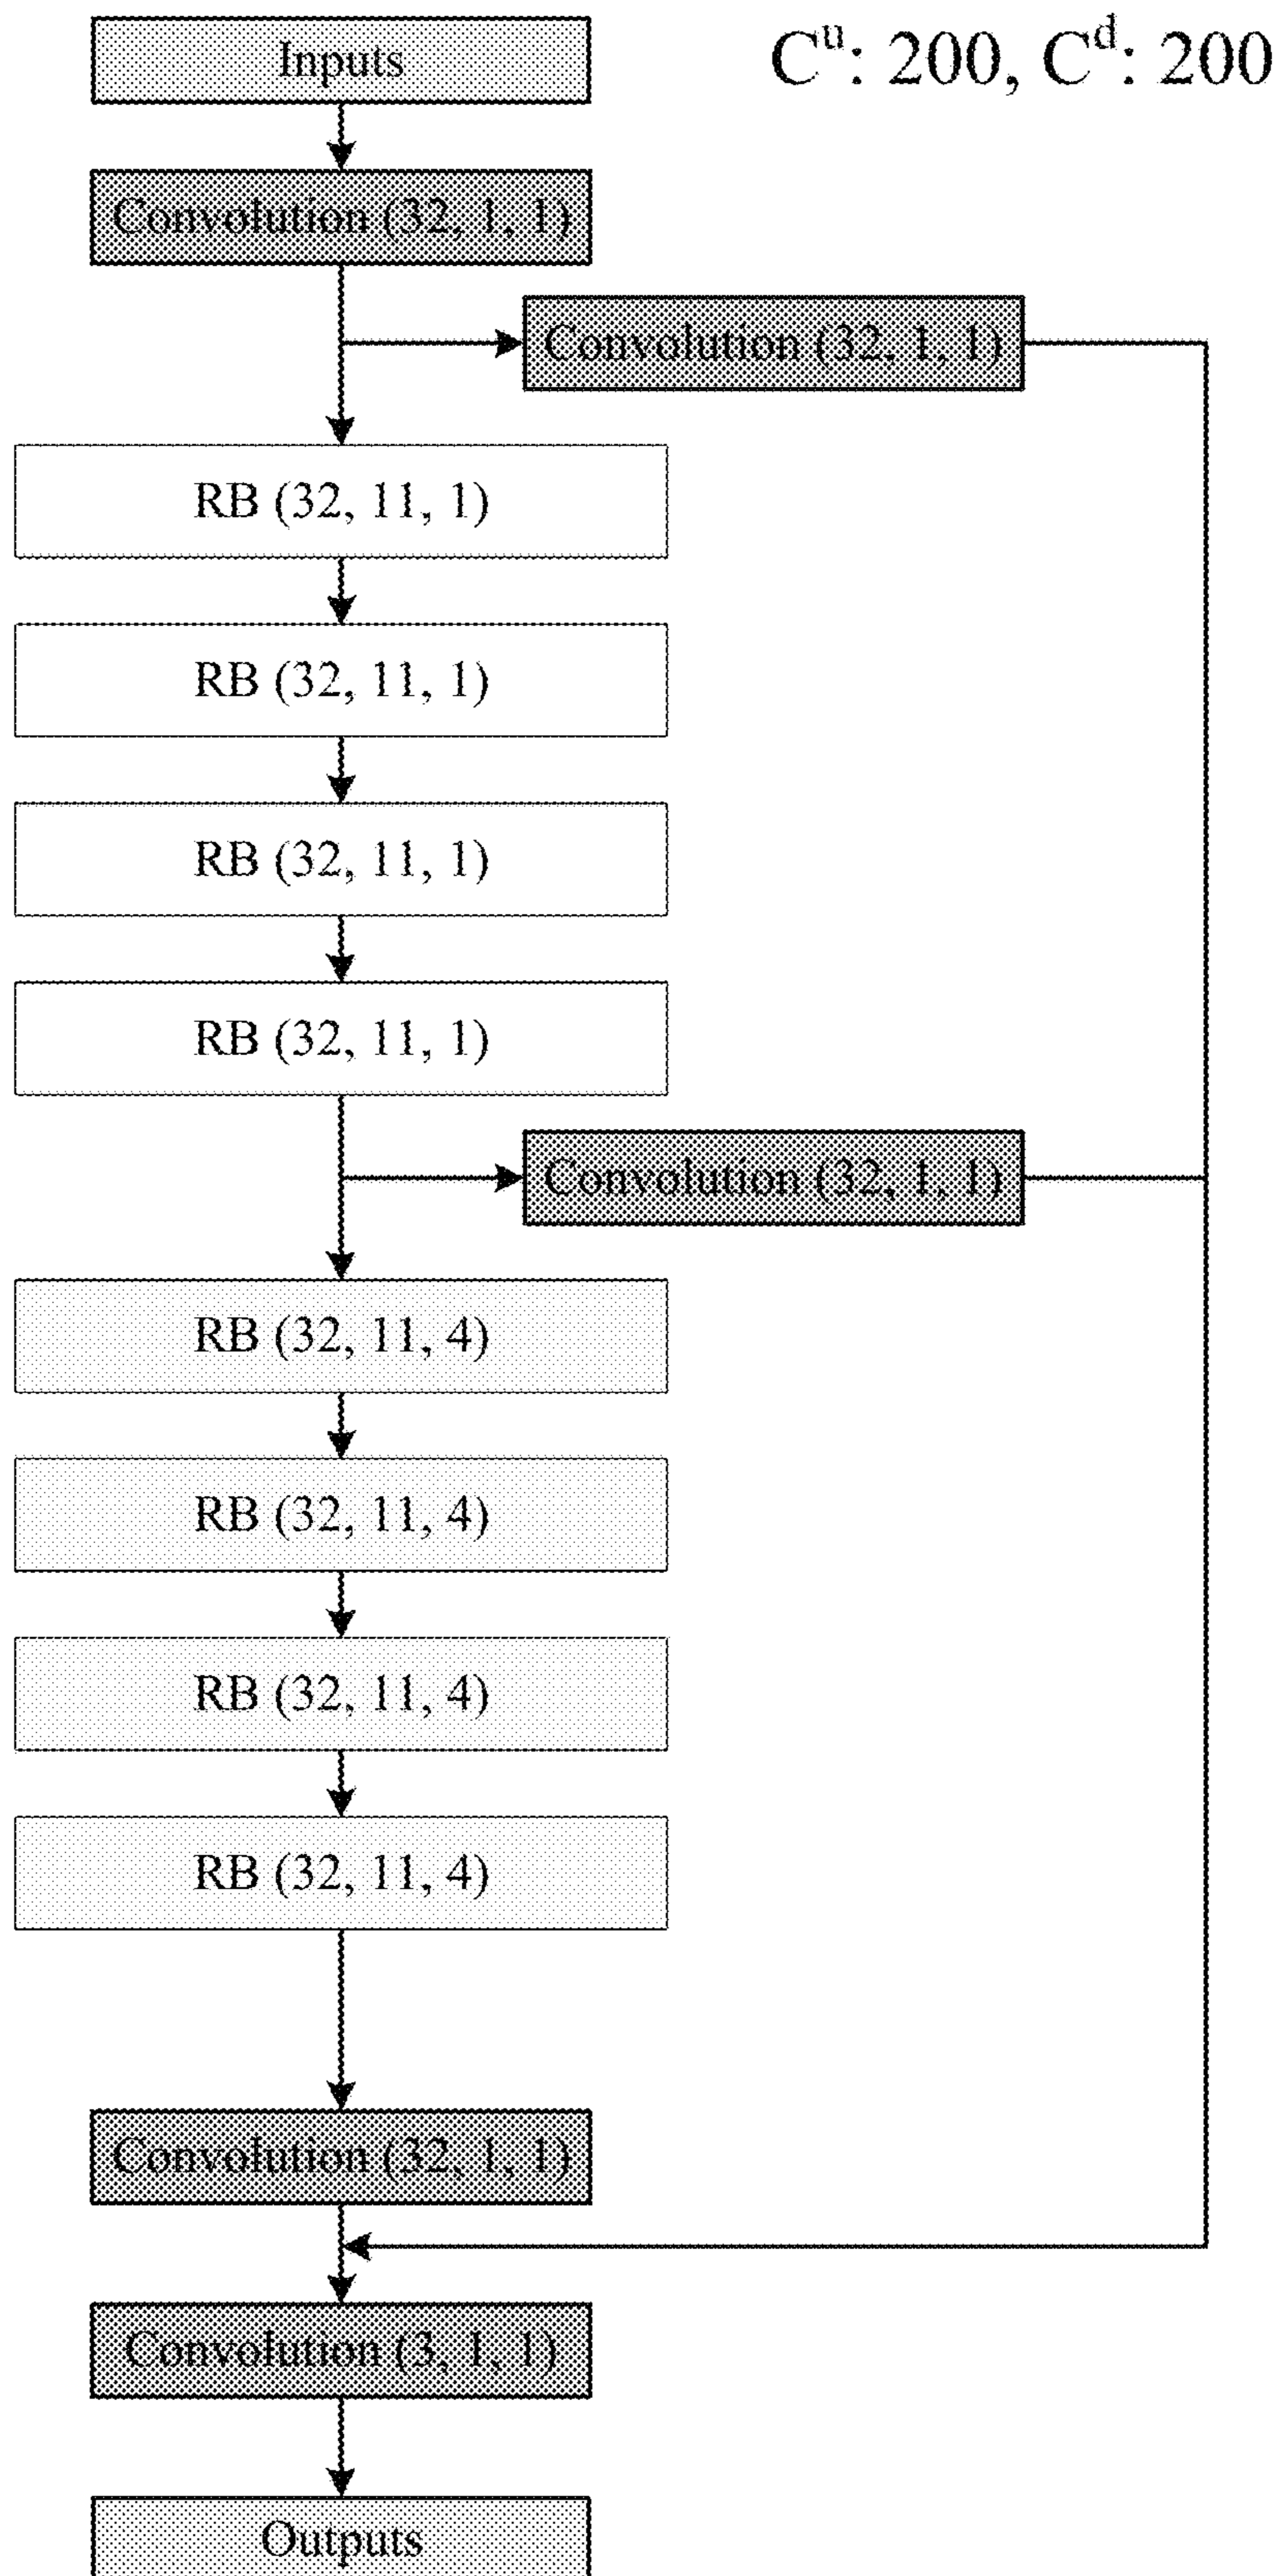 Inputs
Cᵘ: 200, Cᵈ: 200
Convolution (32, 1, 1)
Convolution (32, 1, 1)
RB (32, 11, 1)
RB (32, 11, 1)
RB (32, 11, 1)
RB (32, 11, 1)
Convolution (32, 1, 1)
RB (32, 11, 4)
RB (32, 11, 4)
RB (32, 11, 4)
RB (32, 11, 4)
Convolution (32, 1, 1)
Convolution (3, 1, 1)
Outputs